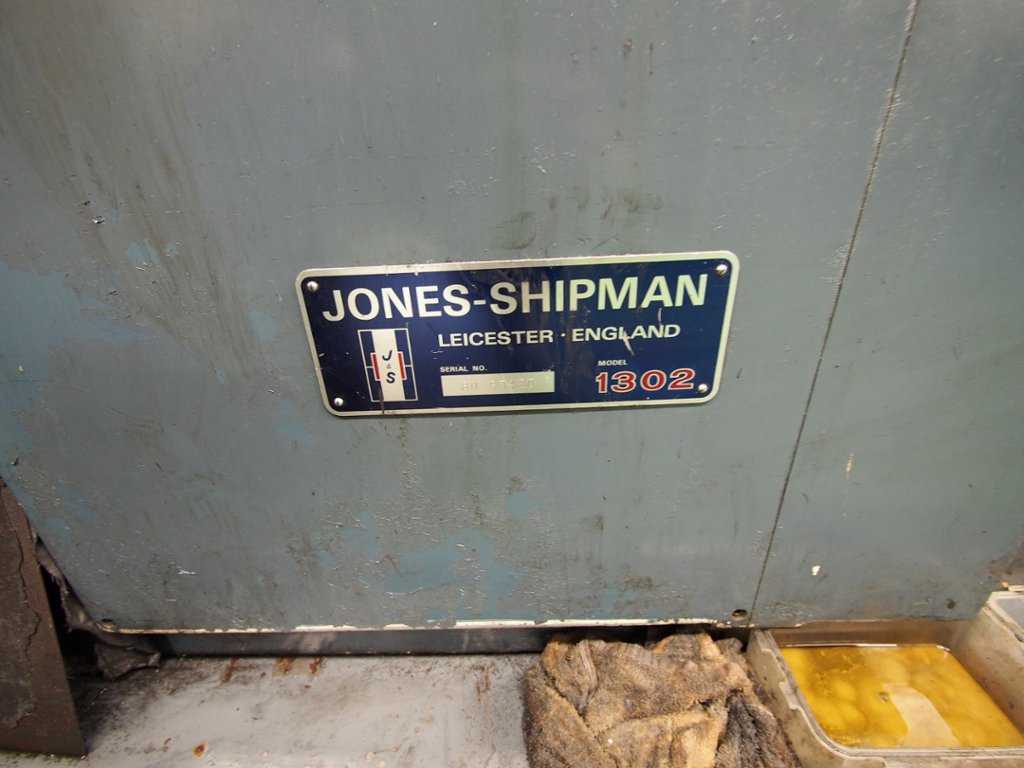 JONES-SHIPMAN
LEICESTER · ENGLAND
J & S
SERIAL NO.
MODEL
1302